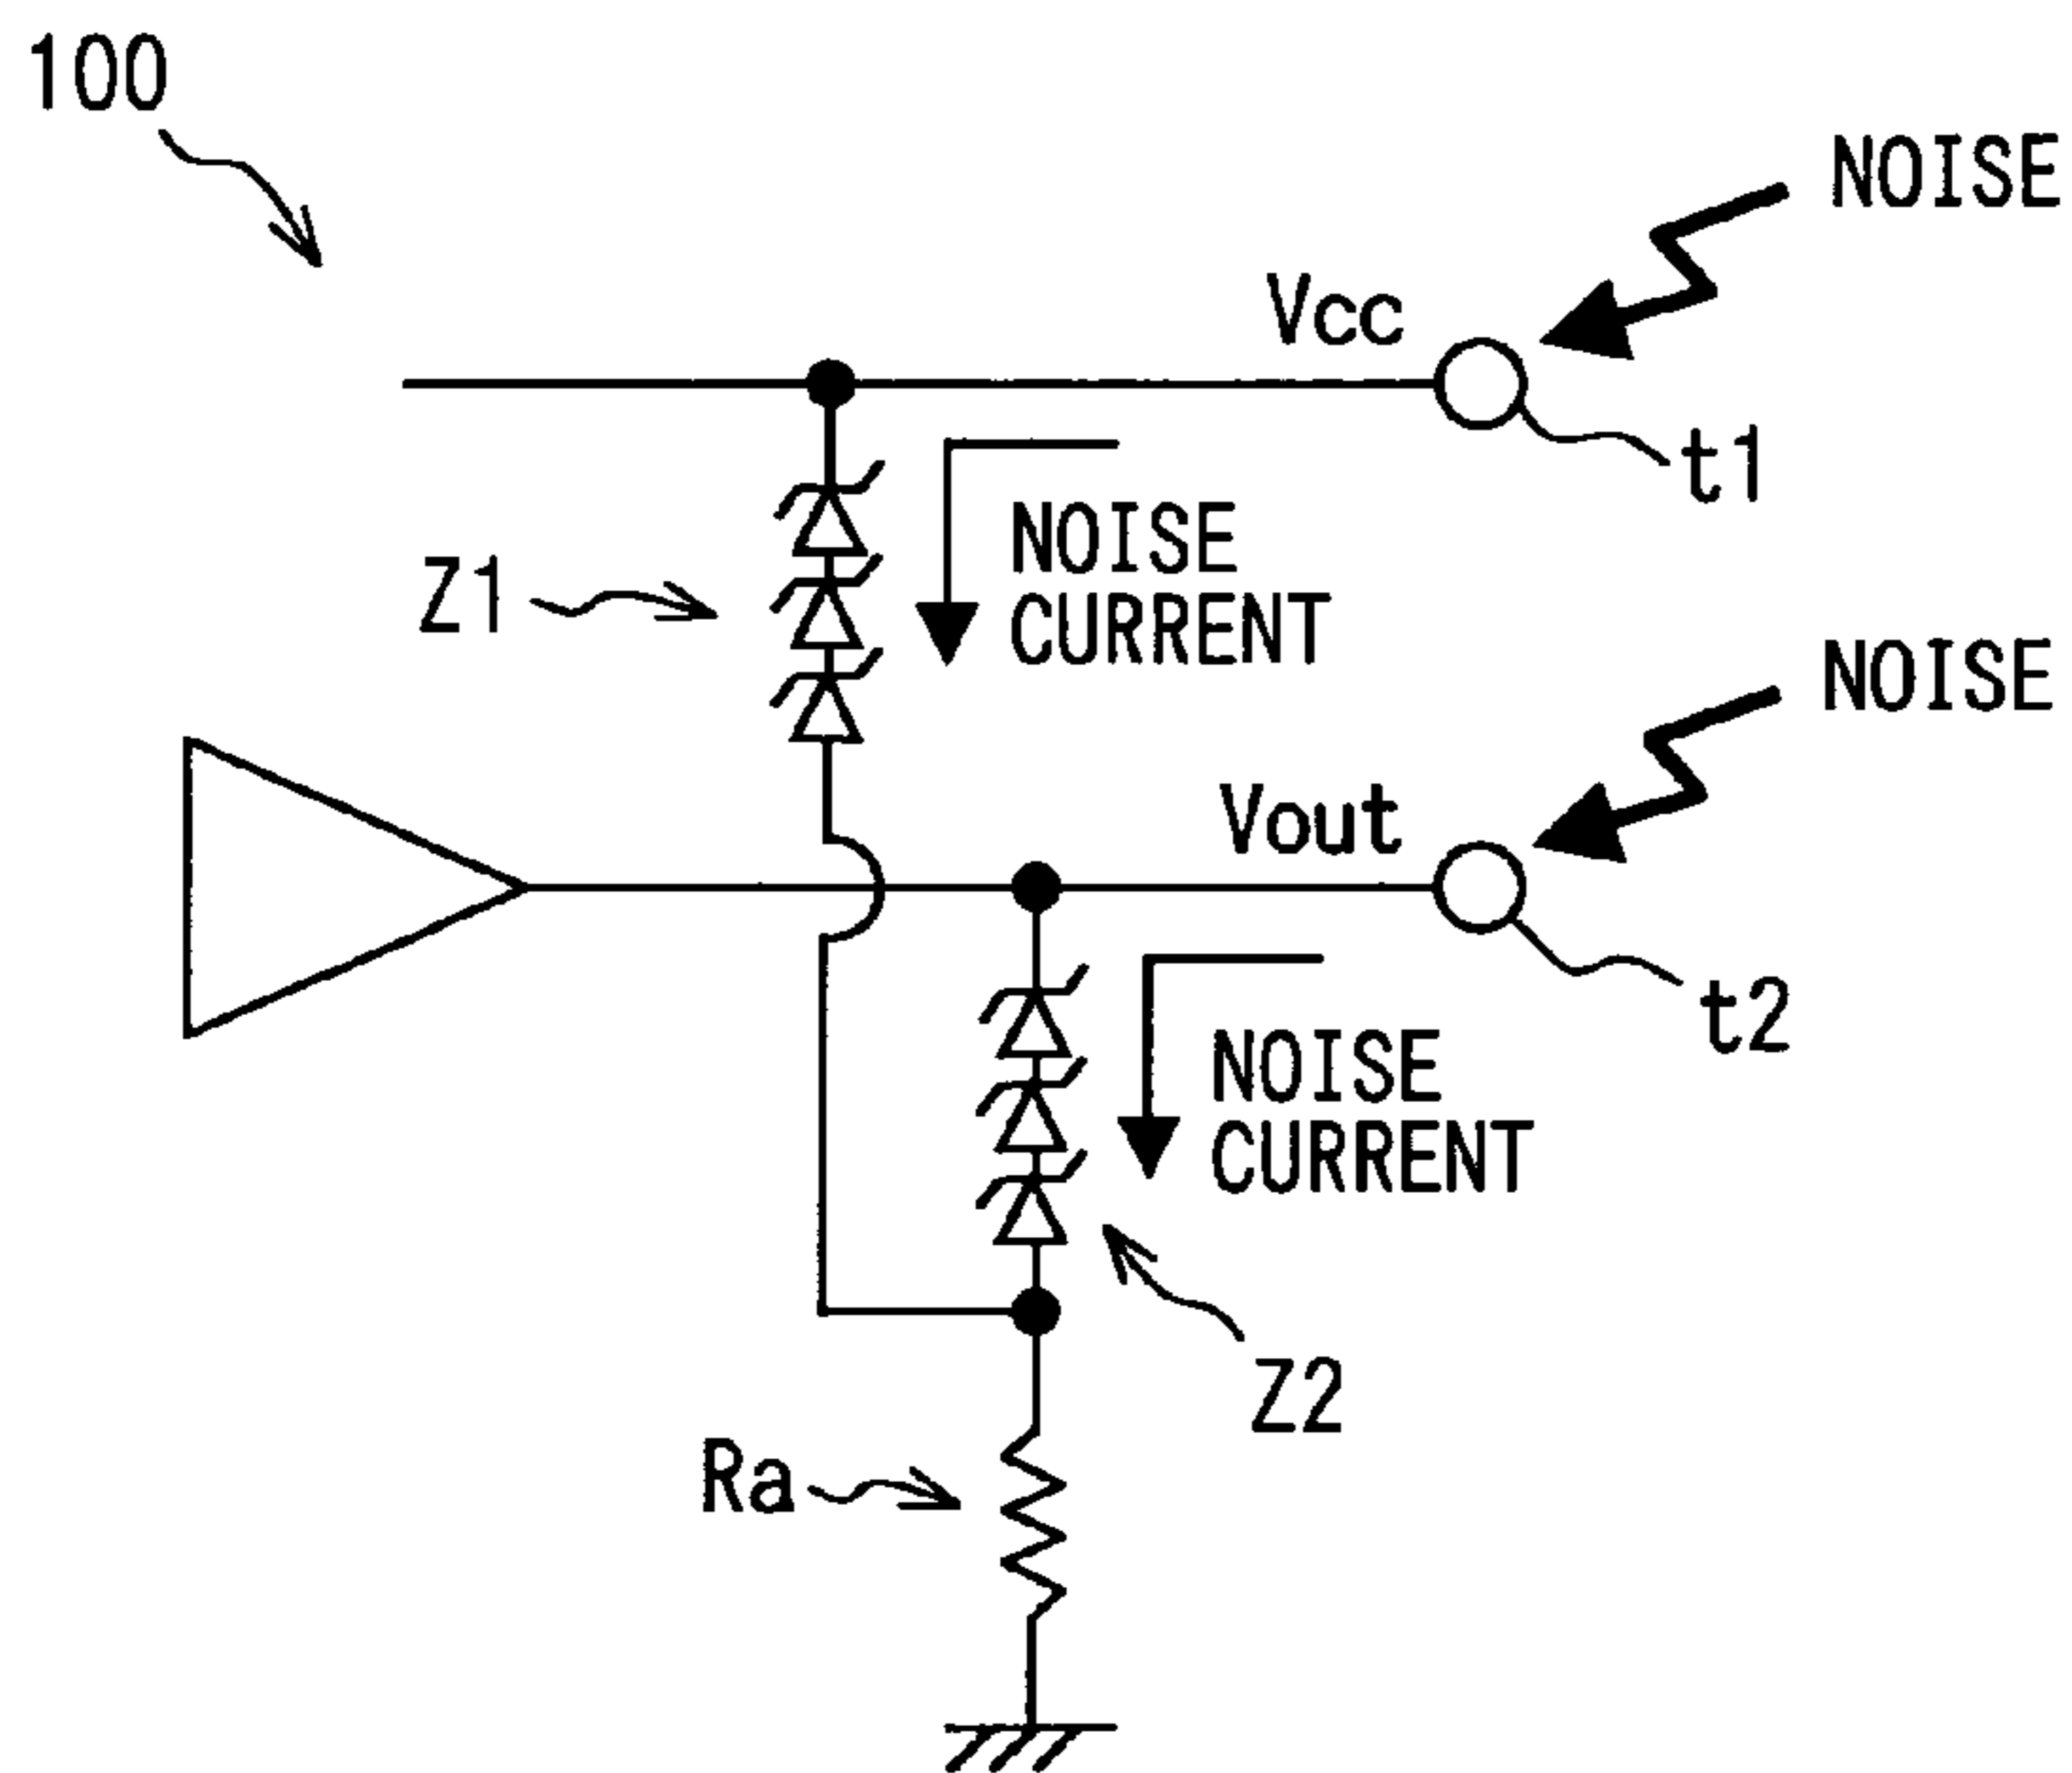 100
NOISE
Vcc
t1
NOISE
CURRENT
Z1
NOISE
Vout
t2
NOISE
CURRENT
Z2
Ra